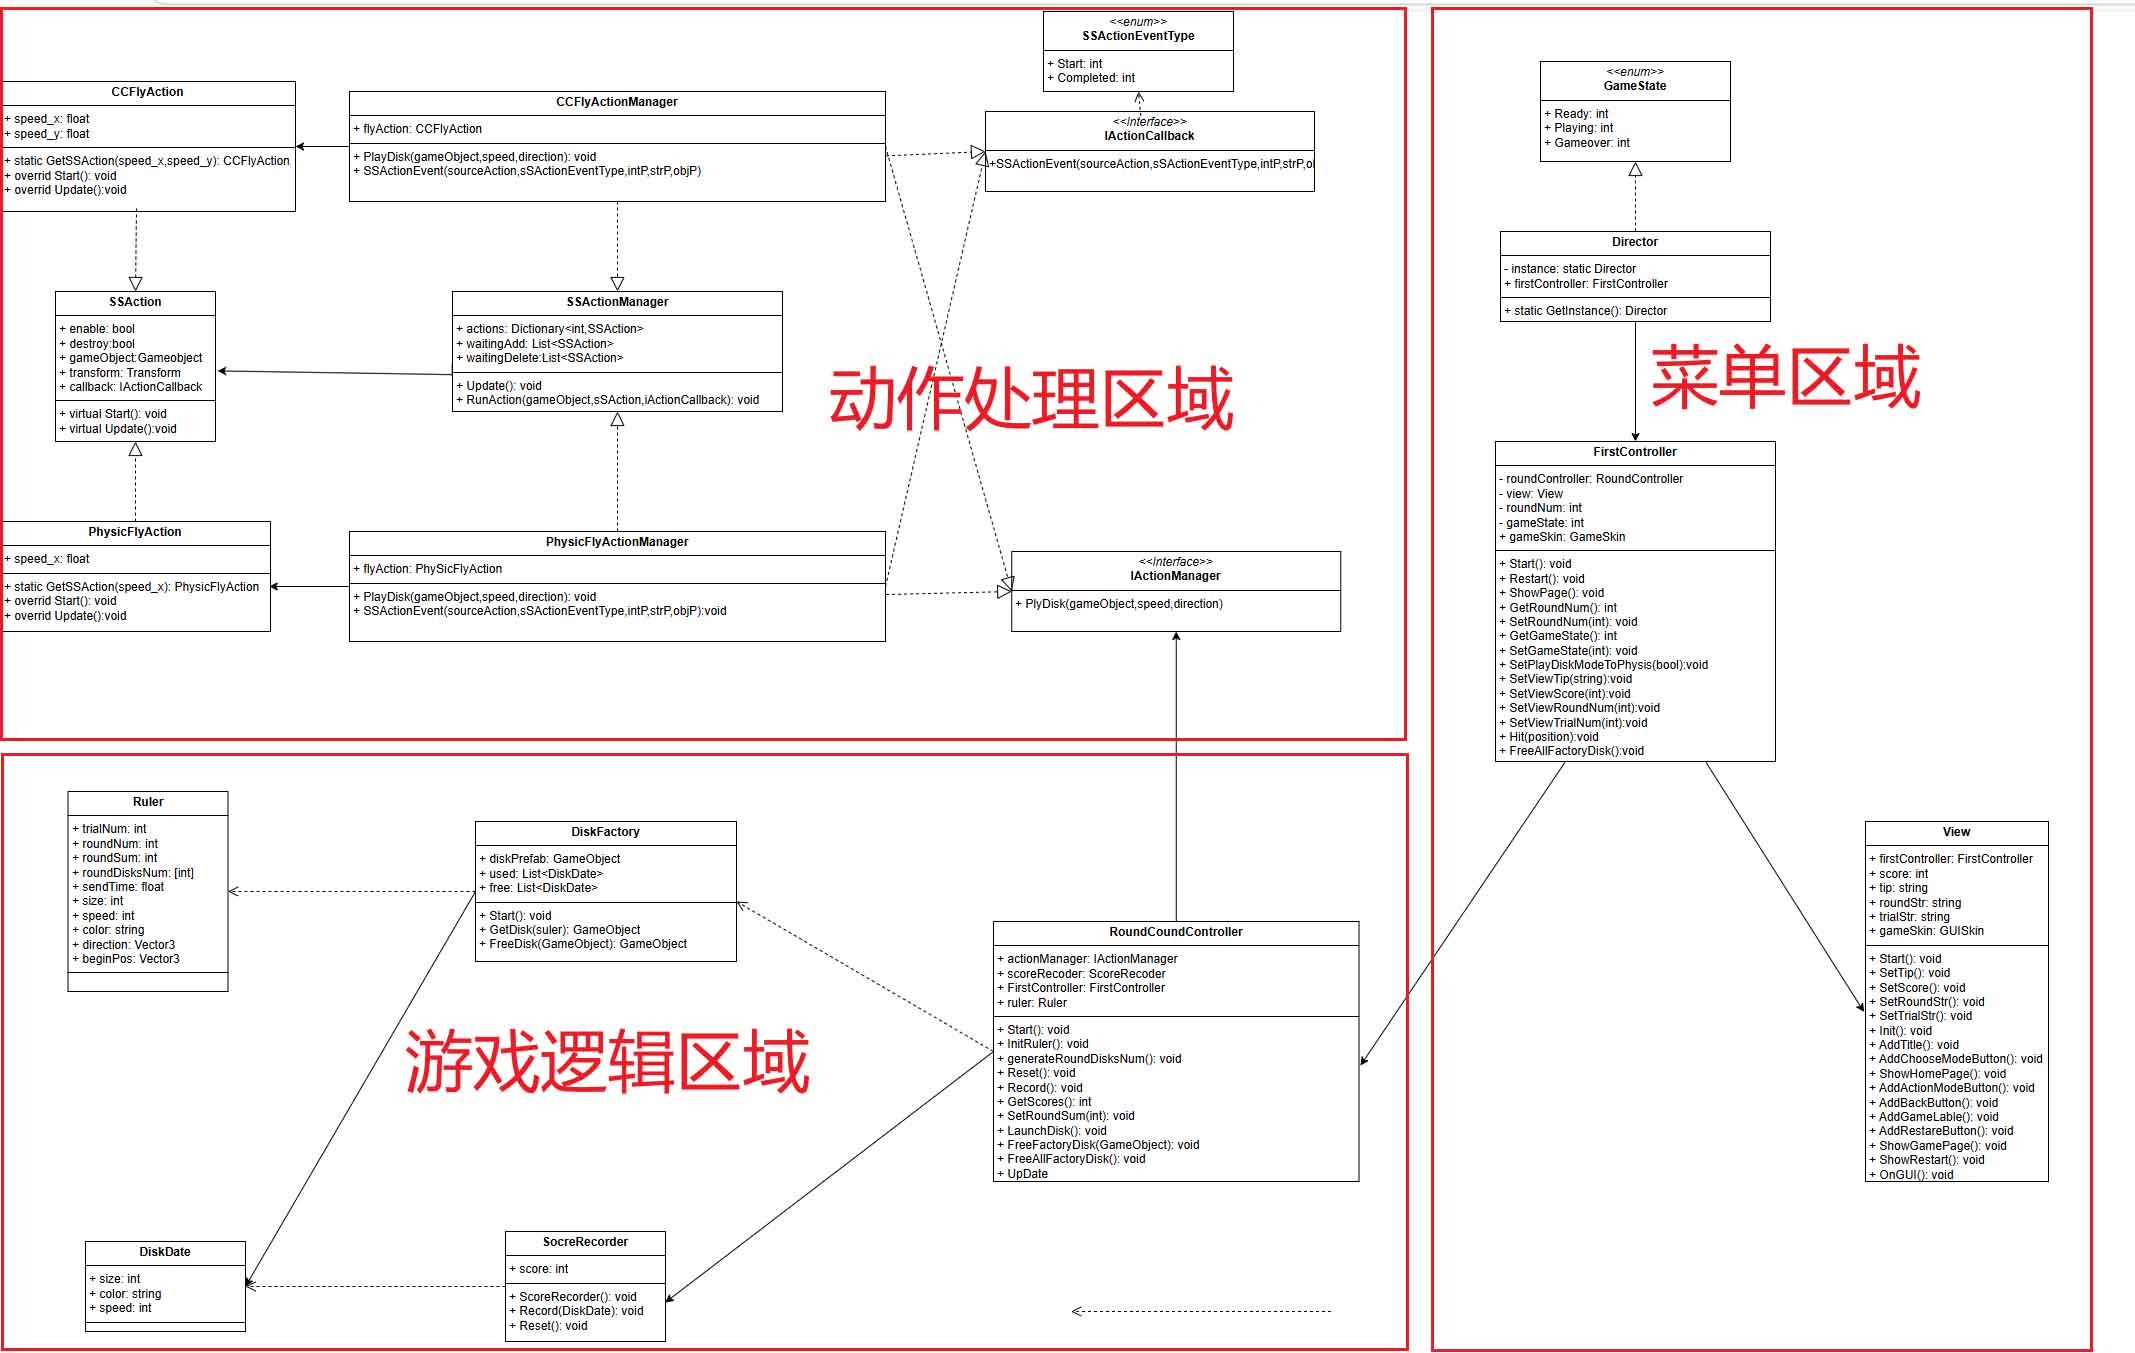 <<enum>>
SSActionEventType
+ Start: int
+ Completed: int
CCFlyAction
+ speed_x: float
+ speed_y: float
+ static GetSSAction(speed_x,speed_y): CCFlyAction
+ overrid Start(): void
+ overrid Update():void
CCFlyActionManager
+ flyAction: CCFlyAction
+ PlayDisk(gameObject,speed,direction): void
+ SSActionEvent(sourceAction,sSActionEventType,intP,strP,objP)
<<Interface>>
IActionCallback
+SSActionEvent(sourceAction,sSActionEventType,intP,strP,ol
SSAction
+ enable: bool
+ destroy:bool
+ gameObject:Gameobject
+ transform: Transform
+ callback: IActionCallback
+ virtual Start(): void
+ virtual Update():void
SSActionManager
+ actions: Dictionary<int,SSAction>
+ waitingAdd: List<SSAction>
+ waitingDelete:List<SSAction>
+ Update(): void
+ RunAction(gameObject,sSAction,iActionCallback): void
动作处理区域
PhysicFlyAction
+ speed_x: float
+ static GetSSAction(speed_x): PhysicFlyAction
+ overrid Start(): void
+ overrid Update():void
PhysicFlyActionManager
+ flyAction: PhySicFlyAction
+ PlayDisk(gameObject,speed,direction): void
+ SSActionEvent(sourceAction,sSActionEventType,intP,strP,objP):void
<<Interface>>
IActionManager
+ PlyDisk(gameObject,speed,direction)
<<enum>>
GameState
+ Ready: int
+ Playing: int
+ Gameover: int
Director
- instance: static Director
+ firstController: FirstController
+ static GetInstance(): Director
菜单区域
FirstController
- roundController: RoundController
- view: View
- roundNum: int
- gameState: int
+ gameSkin: GameSkin
+ Start(): void
+ Restart(): void
+ ShowPage(): void
+ GetRoundNum(): int
+ SetRoundNum(int): void
+ GetGameState(): int
+ SetGameState(int): void
+ SetPlayDiskModeToPhysis(bool):void
+ SetViewTip(string):void
+ SetViewScore(int):void
+ SetViewRoundNum(int):void
+ SetViewTrialNum(int):void
+ Hit(position):void
+ FreeAllFactoryDisk():void
View
+ firstController: FirstController
+ score: int
+ tip: string
+ roundStr: string
+ trialStr: string
+ gameSkin: GUISkin
+ Start(): void
+ SetTip(): void
+ SetScore(): void
+ SetRoundStr(): void
+ SetTrialStr(): void
+ Init(): void
+ AddTitle(): void
+ AddChooseModeButton(): void
+ ShowHomePage(): void
+ AddActionModeButton(): void
+ AddBackButton(): void
+ AddGameLable(): void
+ AddRestareButton(): void
+ ShowGamePage(): void
+ ShowRestart(): void
+ OnGUI(): void
Ruler
+ trialNum: int
+ roundNum: int
+ roundSum: int
+ roundDisksNum: [int]
+ sendTime: float
+ size: int
+ speed: int
+ color: string
+ direction: Vector3
+ beginPos: Vector3
DiskFactory
+ diskPrefab: GameObject
+ used: List<DiskDate>
+ free: List<DiskDate>
+ Start(): void
+ GetDisk(suler): GameObject
+ FreeDisk(GameObject): GameObject
RoundCoundController
+ actionManager: IActionManager
+ scoreRecoder: ScoreRecoder
+ FirstController: FirstController
+ ruler: Ruler
+ Start(): void
+ InitRuler(): void
+ generateRoundDisksNum(): void
+ Reset(): void
+ Record(): void
+ GetScores(): int
+ SetRoundSum(int): void
+ LaunchDisk(): void
+ FreeFactoryDisk(GameObject): void
+ FreeAllFactoryDisk(): void
+ UpDate
游戏逻辑区域
DiskDate
+ size: int
+ color: string
+ speed: int
SocreRecorder
+ score: int
+ ScoreRecorder(): void
+ Record(DiskDate): void
+ Reset(): void